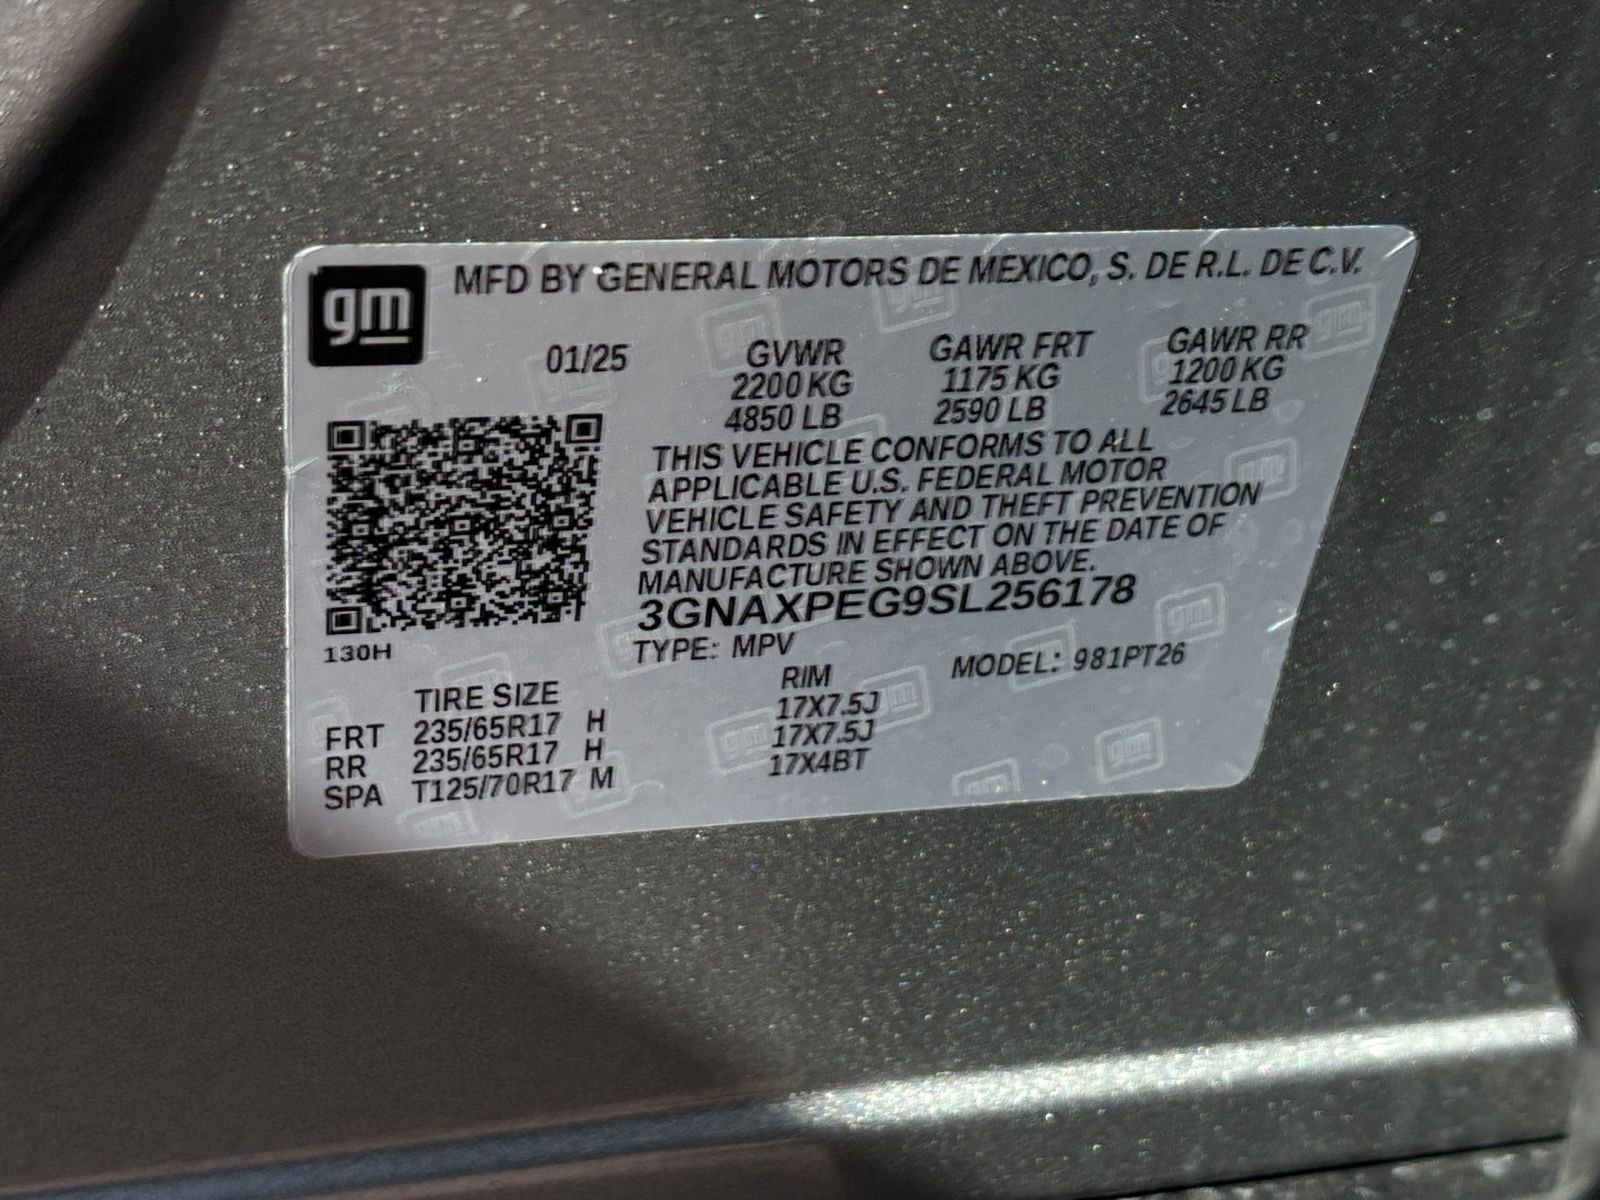 gm
MFD BY GENERAL MOTORS DE MEXICO, S. DE R.L. DE C.V.
01/25 GVWR GAWR FRT GAWR RR
2200 KG 1175 KG 1200 KG
4850 LB 2590 LB 2645 LB
THIS VEHICLE CONFORMS TO ALL
APPLICABLE U.S. FEDERAL MOTOR
VEHICLE SAFETY AND THEFT PREVENTION
STANDARDS IN EFFECT ON THE DATE OF
MANUFACTURE SHOWN ABOVE.
3GNAXPEG9SL256178
130H
TYPE: MPV MODEL: 981PT26
TIRE SIZE RIM
FRT 235/65R17 H 17X7.5J
RR 235/65R17 H 17X7.5J
SPA T125/70R17 M 17X4BT